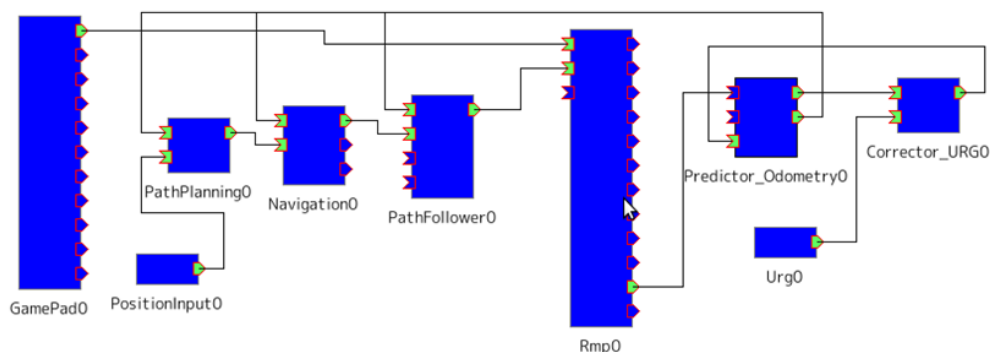 PathPlanning0
Navigation0
PathFollower0
Predictor_Odometry0
Corrector_URG0
GamePad0
PositionInput0
Urg0
Rmp0